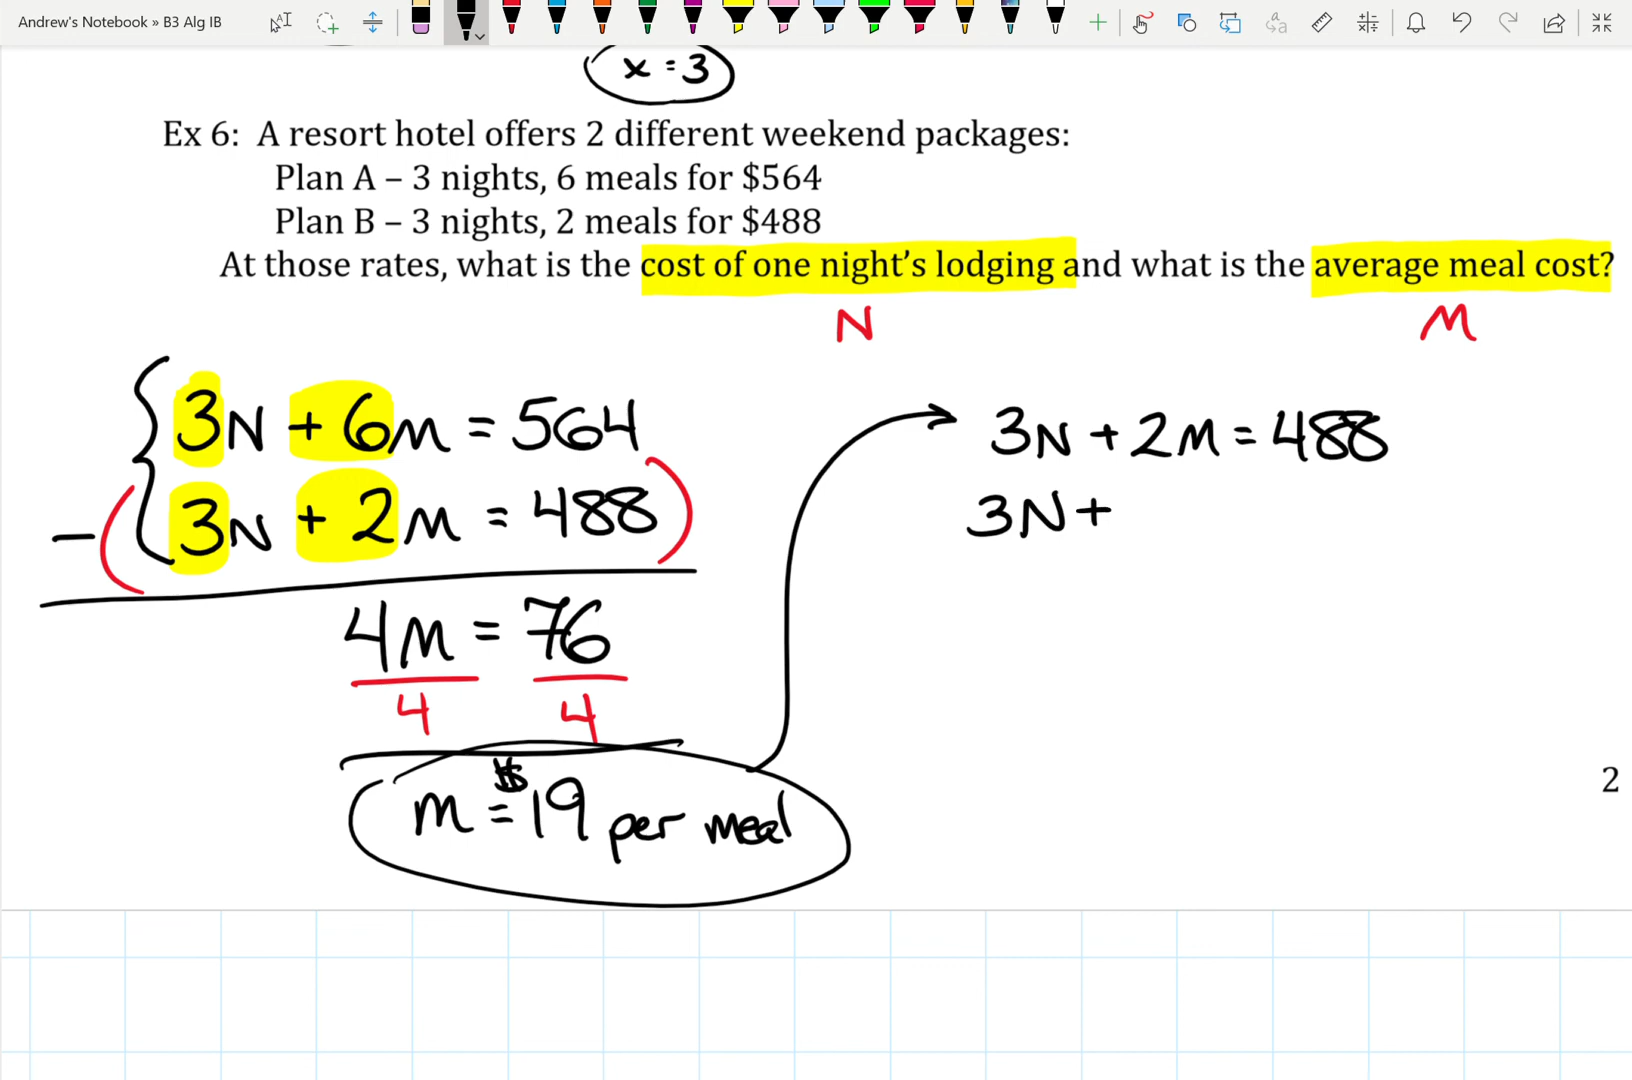 Andrew's Notebook » B3 Alg IB
x = 3
Ex 6: A resort hotel offers 2 different weekend packages:
Plan A – 3 nights, 6 meals for $564
Plan B – 3 nights, 2 meals for $488
At those rates, what is the cost of one night's lodging and what is the average meal cost?
N
M
3N + 6M = 564
- ( 3N + 2M = 488 )
4M = 76
4 4
M = $19 per meal
3N + 2M = 488
3N +
2